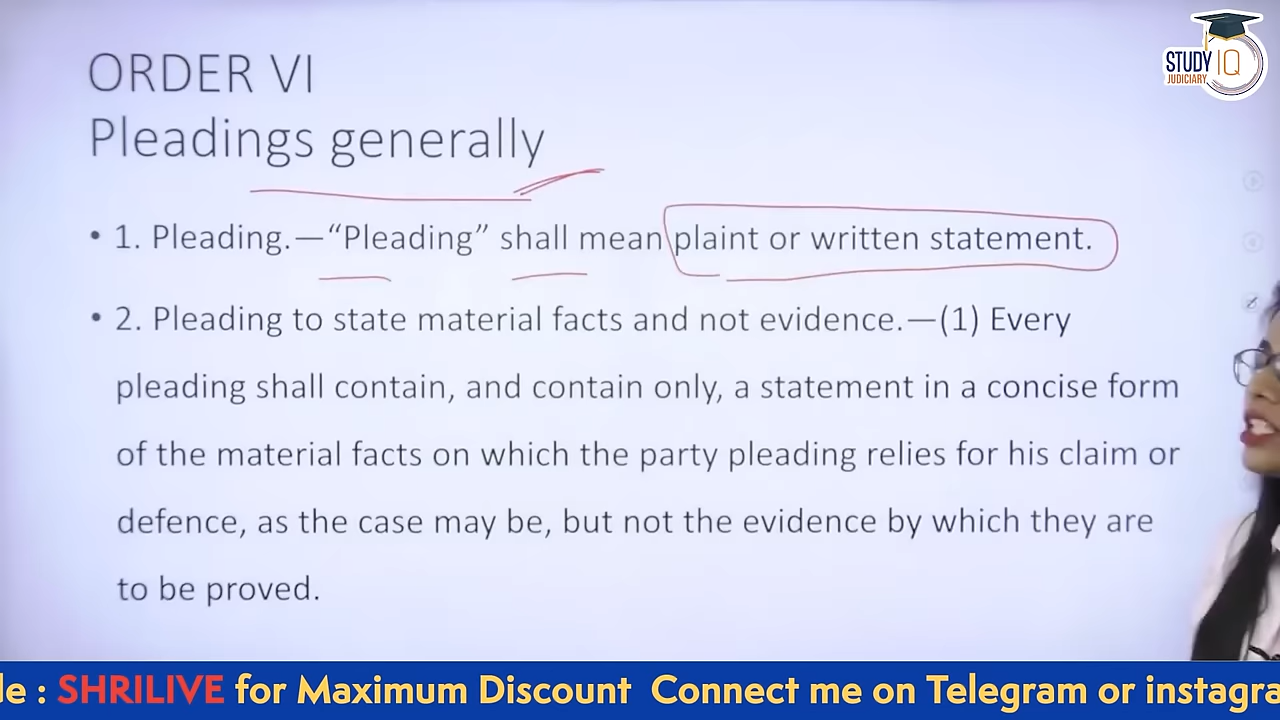 ORDER VI
Pleadings generally
• 1. Pleading.—“Pleading” shall mean plaint or written statement.
• 2. Pleading to state material facts and not evidence.—(1) Every
pleading shall contain, and contain only, a statement in a concise form
of the material facts on which the party pleading relies for his claim or
defence, as the case may be, but not the evidence by which they are
to be proved.
STUDY IQ
JUDICIARY
de : SHRILIVE for Maximum Discount Connect me on Telegram or instagra